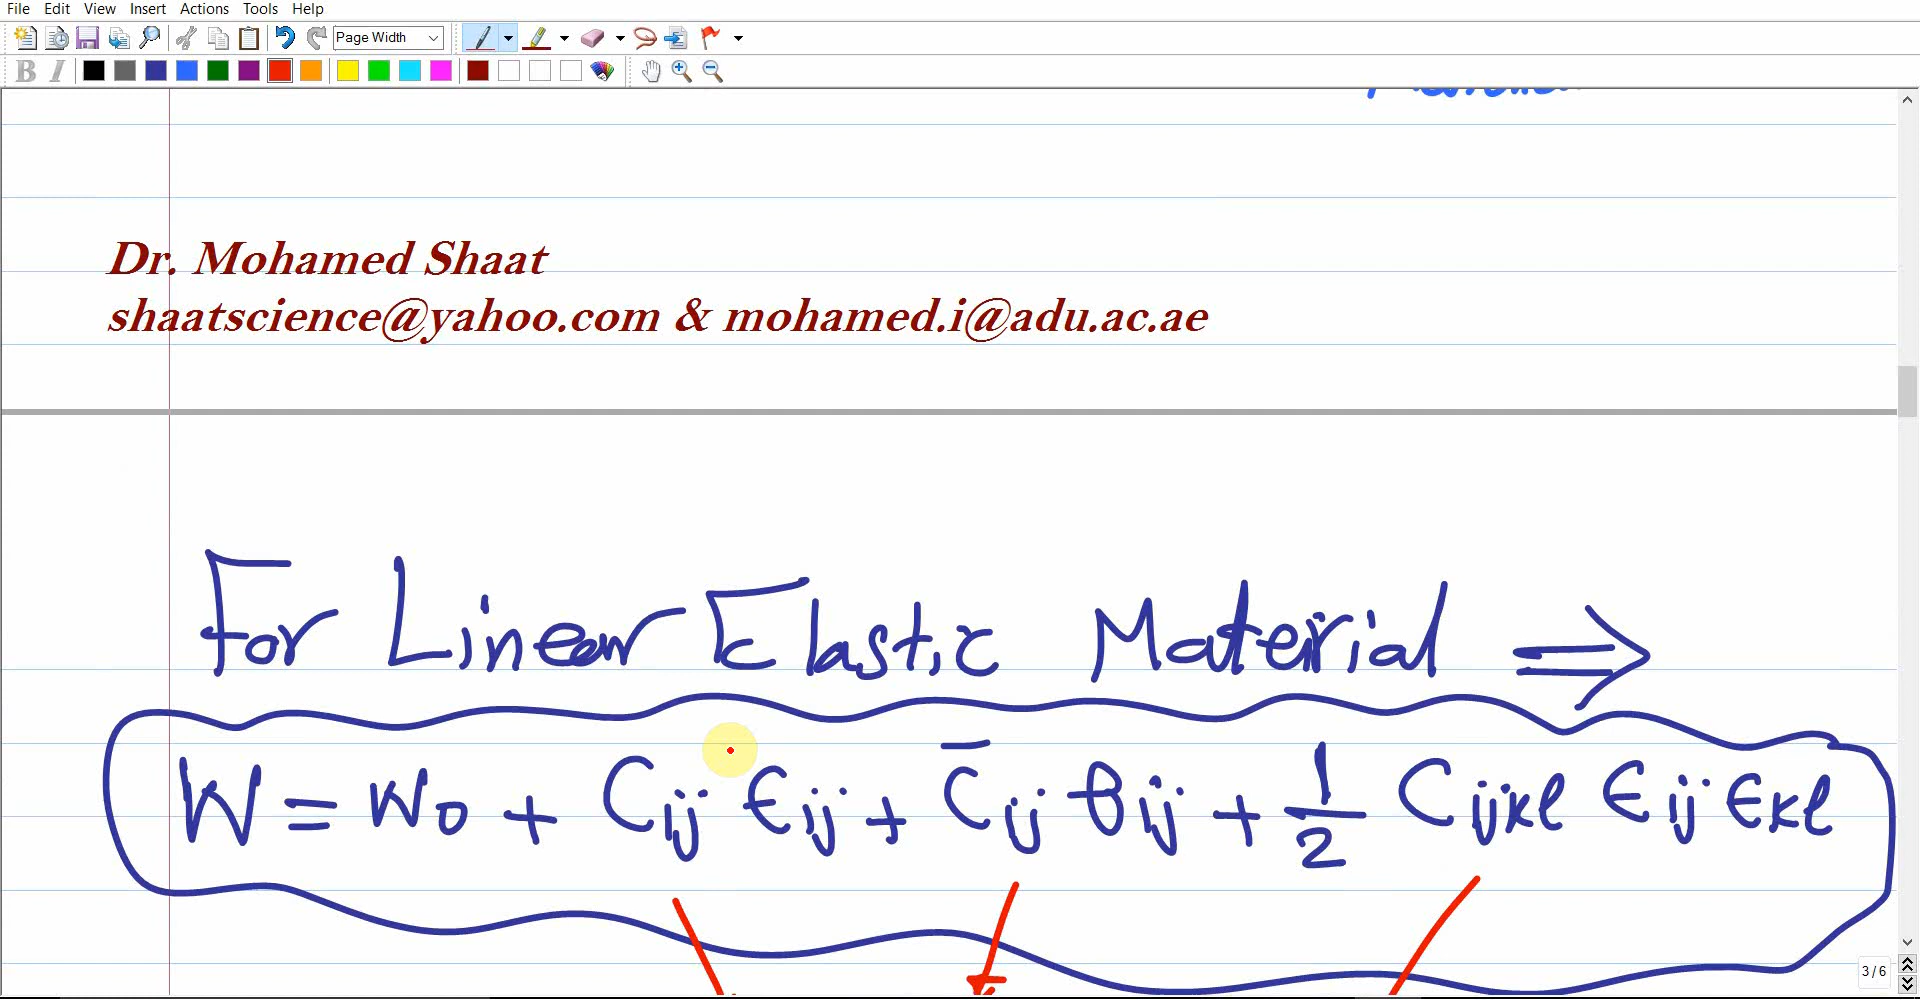 File Edit View Insert Actions Tools Help
Page Width
B I
Dr. Mohamed Shaat
shaatscience@yahoo.com & mohamed.i@adu.ac.ae
For Linear Elastic Material ⇒
W = W₀ + Cᵢⱼ ϵᵢⱼ + C̅ᵢⱼ θᵢⱼ + 1/2 Cᵢⱼₖₗ ϵᵢⱼ ϵₖₗ
3 / 6